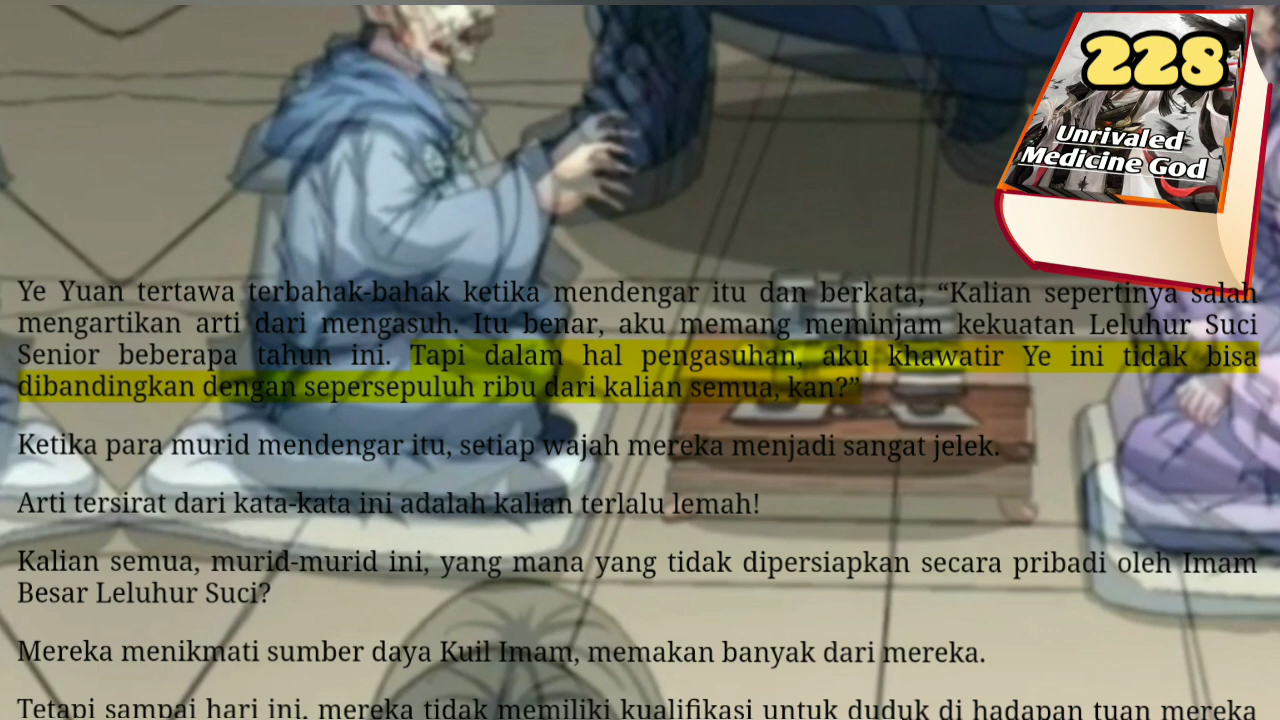 228
Unrivaled
Medicine God
Ye Yuan tertawa terbahak-bahak ketika mendengar itu dan berkata, “Kalian sepertinya salah
mengartikan arti dari mengasuh. Itu benar, aku memang meminjam kekuatan Leluhur Suci
Senior beberapa tahun ini. Tapi dalam hal pengasuhan, aku khawatir Ye ini tidak bisa
dibandingkan dengan sepersepuluh ribu dari kalian semua, kan?”
Ketika para murid mendengar itu, setiap wajah mereka menjadi sangat jelek.
Arti tersirat dari kata-kata ini adalah kalian terlalu lemah!
Kalian semua, murid-murid ini, yang mana yang tidak dipersiapkan secara pribadi oleh Imam
Besar Leluhur Suci?
Mereka menikmati sumber daya Kuil Imam, memakan banyak dari mereka.
Tetapi sampai hari ini, mereka tidak memiliki kualifikasi untuk duduk di hadapan tuan mereka